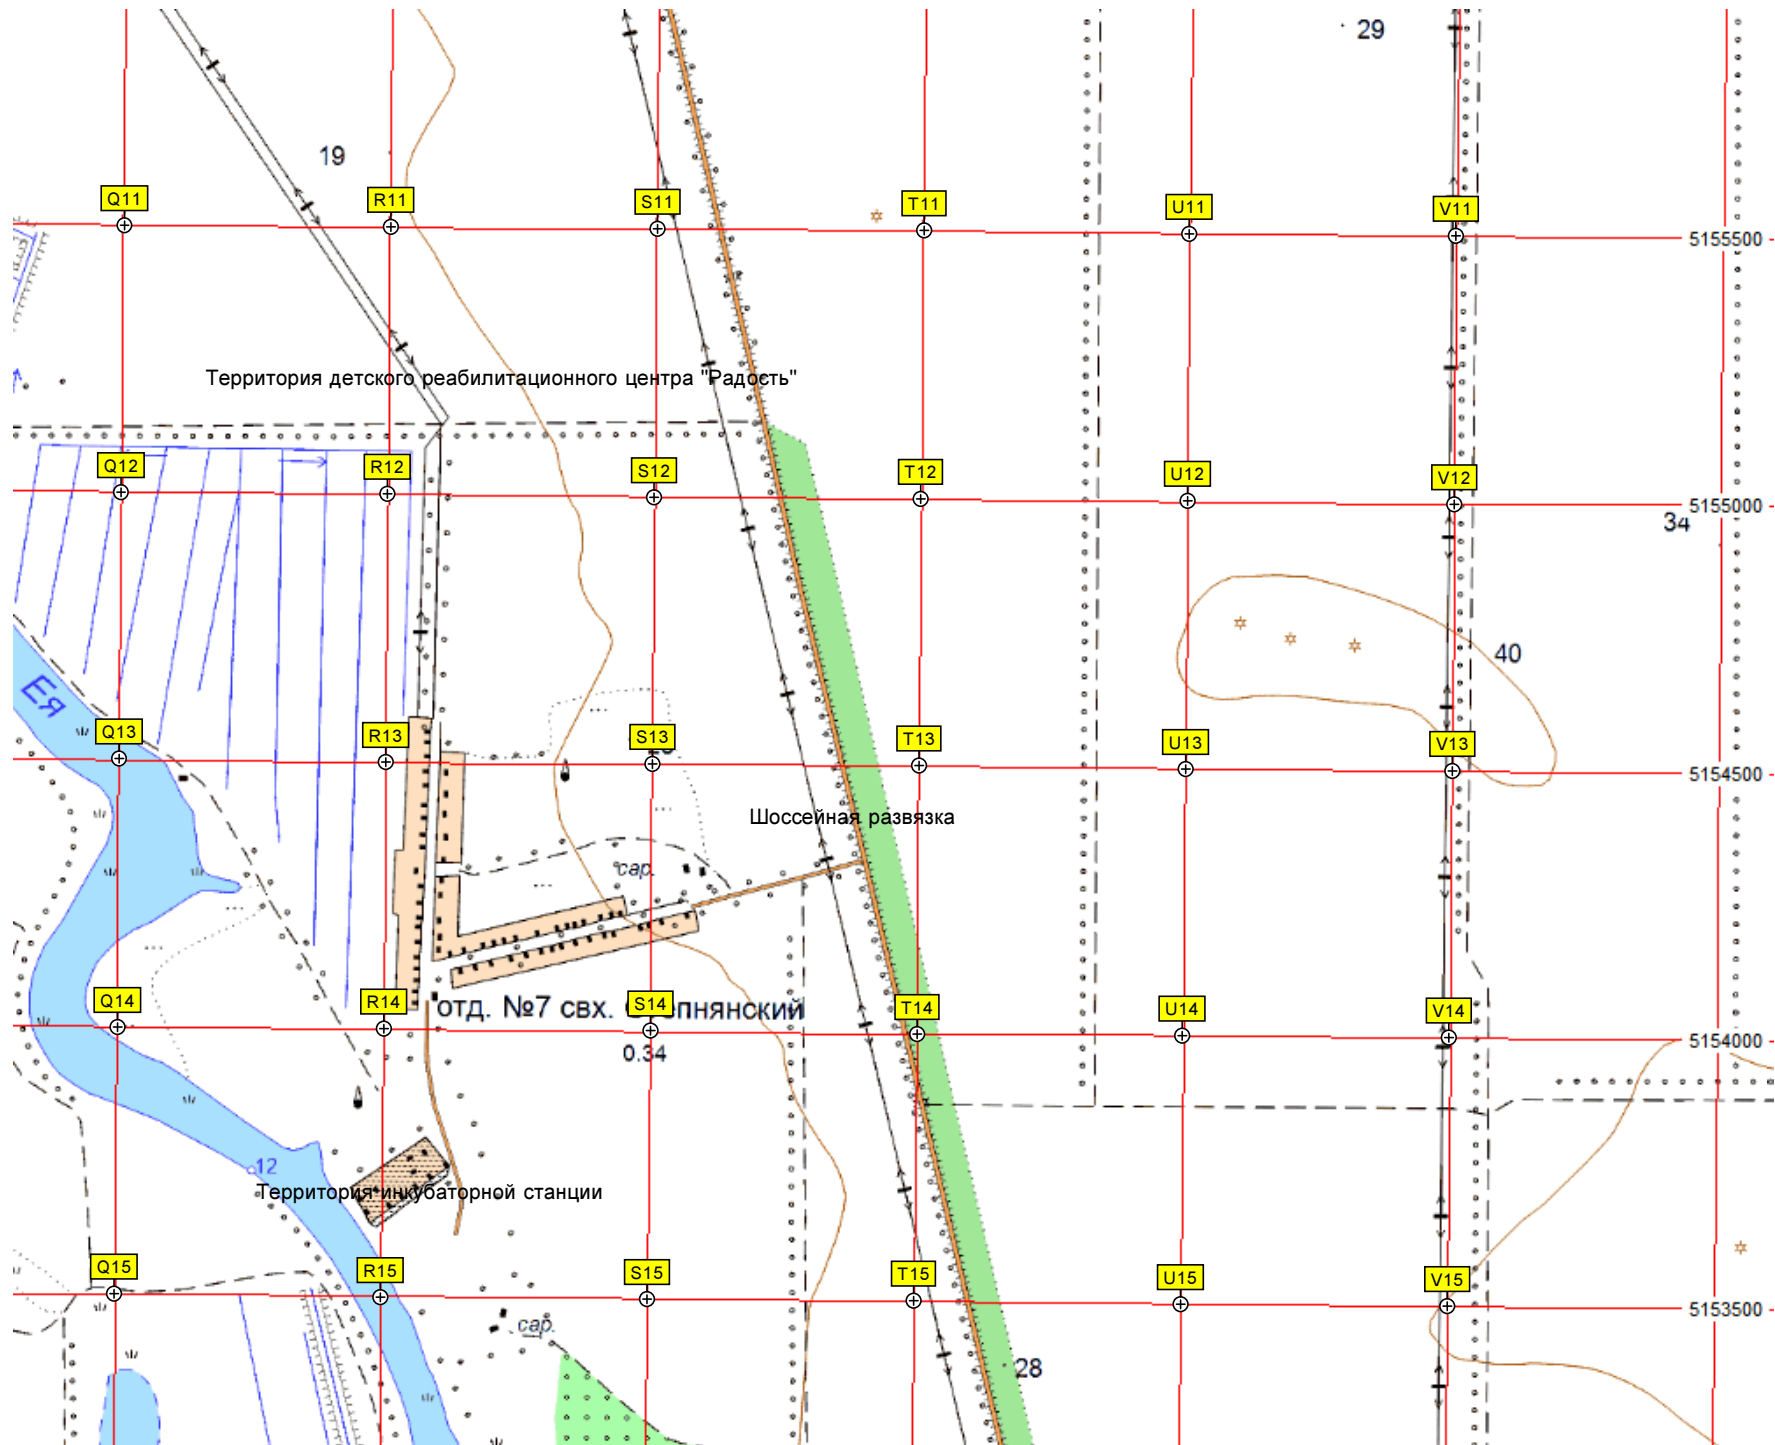 29
19
Q11
R11
S11
T11
U11
V11
5155500
Территория детского реабилитационного центра "Радость"
Q12
R12
S12
T12
U12
V12
5155000
34
40
ЕЯ
Q13
R13
S13
T13
U13
V13
5154500
Шоссейная развязка
сар.
Q14
R14
отд. №7 свх.
S14
T14
U14
V14
0.34
5154000
12
Территория инкубаторной станции
Q15
R15
S15
T15
U15
V15
5153500
сар.
28